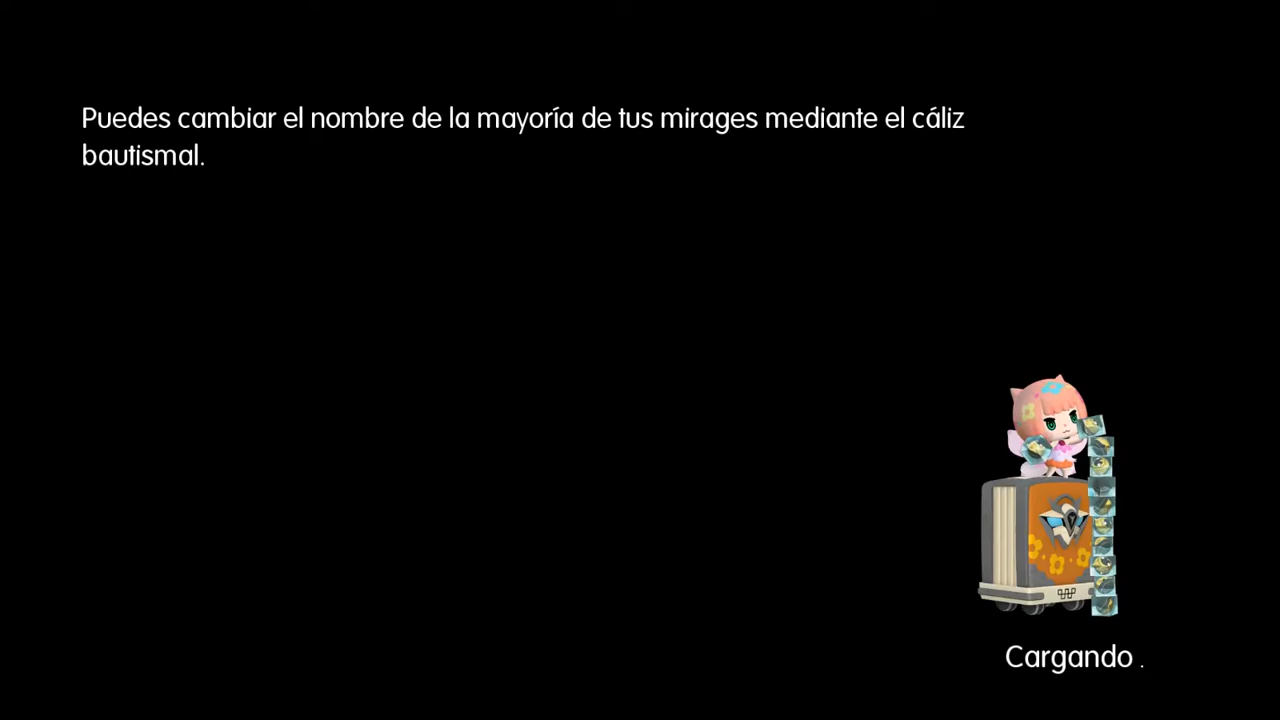 Puedes cambiar el nombre de la mayoría de tus mirages mediante el cáliz
bautismal.
Cargando .